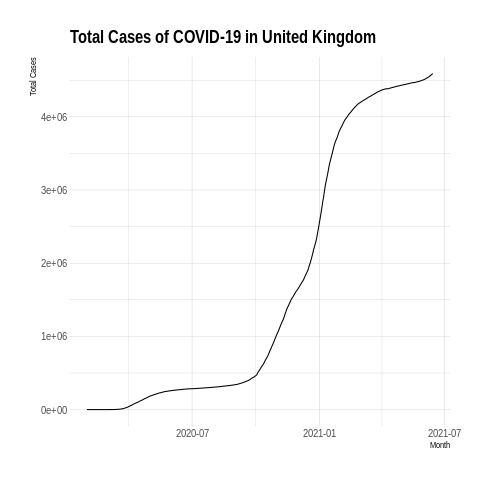 Total Cases of COVID-19 in United Kingdom
Total Cases
4e+06
3e+06
2e+06
1e+06
0e+00
2020-07
2021-01
2021-07
Month